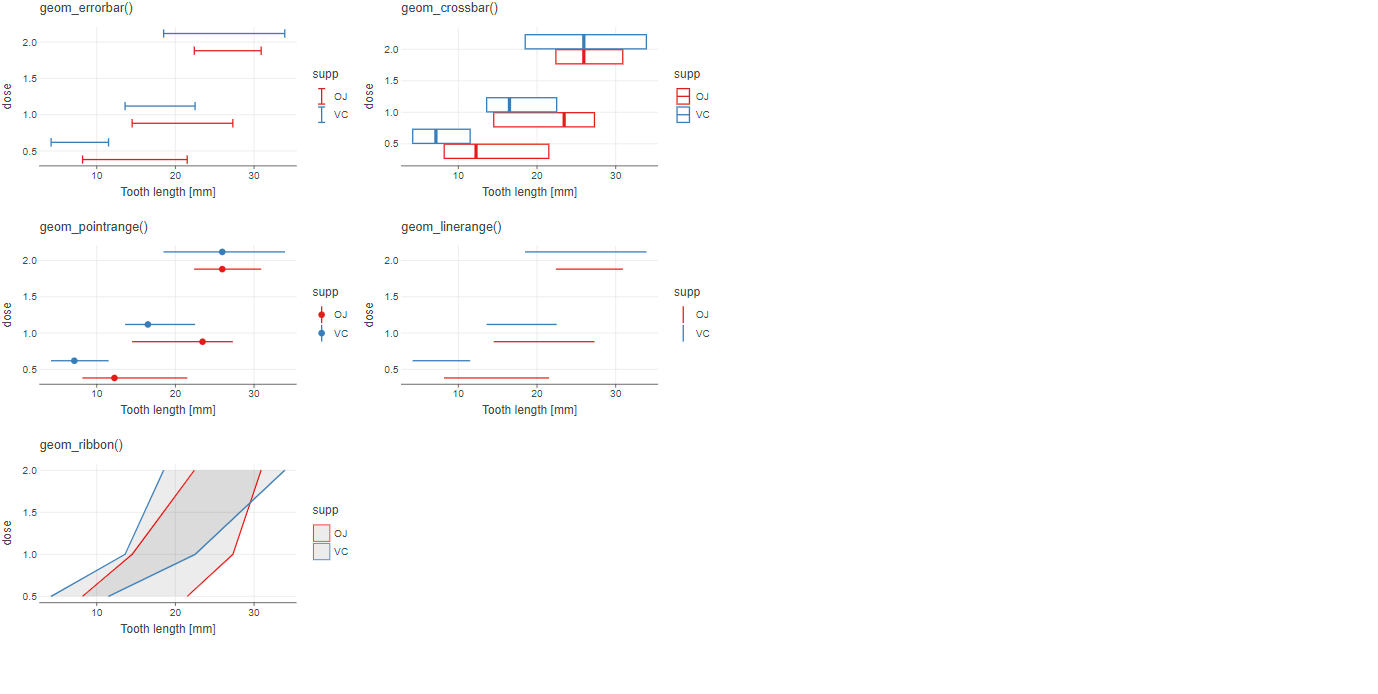 geom_errorbar()
2.0
1.5
1.0
0.5
dose
10 20 30
Tooth length [mm]
supp
OJ
VC
geom_crossbar()
2.0
1.5
1.0
0.5
dose
10 20 30
Tooth length [mm]
supp
OJ
VC
geom_pointrange()
2.0
1.5
1.0
0.5
dose
10 20 30
Tooth length [mm]
supp
OJ
VC
geom_linerange()
2.0
1.5
1.0
0.5
dose
10 20 30
Tooth length [mm]
supp
OJ
VC
geom_ribbon()
2.0
1.5
1.0
0.5
dose
10 20 30
Tooth length [mm]
supp
OJ
VC